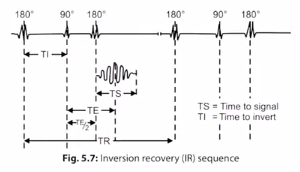 180° 90° 180° 180° 90° 180°
TI
TS
TE
TE/2
TR
TS = Time to signal
TI = Time to invert
Fig. 5.7: Inversion recovery (IR) sequence